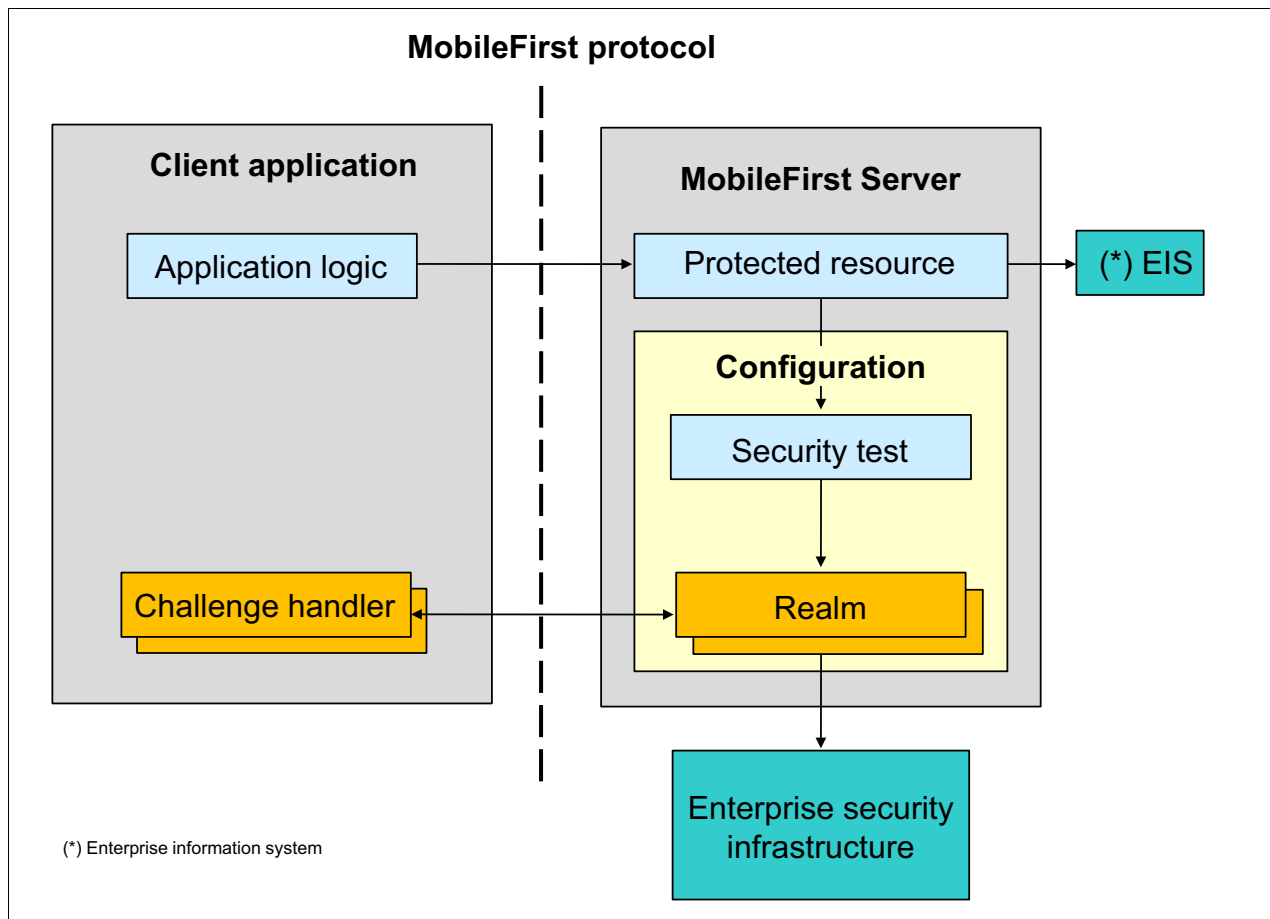 MobileFirst protocol
Client application
MobileFirst Server
Application logic
Protected resource
(*) EIS
Configuration
Security test
Challenge handler
Realm
Enterprise security
infrastructure
(*) Enterprise information system